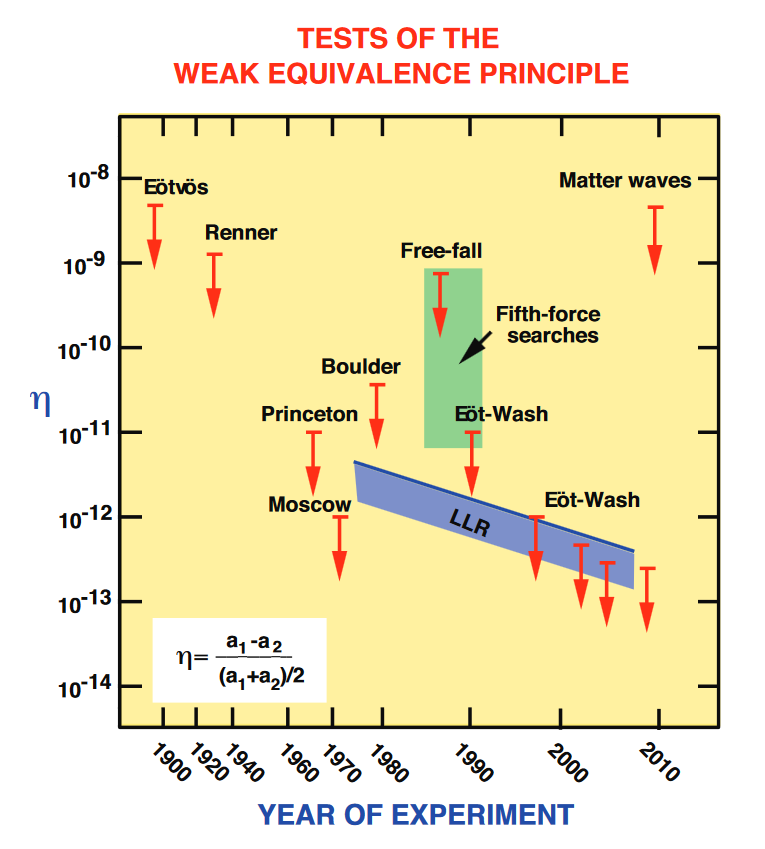 TESTS OF THE
WEAK EQUIVALENCE PRINCIPLE
10-8
Eötvös
Matter waves
Renner
10-9
Free-fall
Fifth-force
searches
10-10
Boulder
η
Princeton
Eöt-Wash
10-11
Moscow
Eöt-Wash
10-12
LLR
10-13
η= a1-a2
(a1+a2)/2
10-14
1900 1920 1940 1960 1970 1980 1990 2000 2010
YEAR OF EXPERIMENT